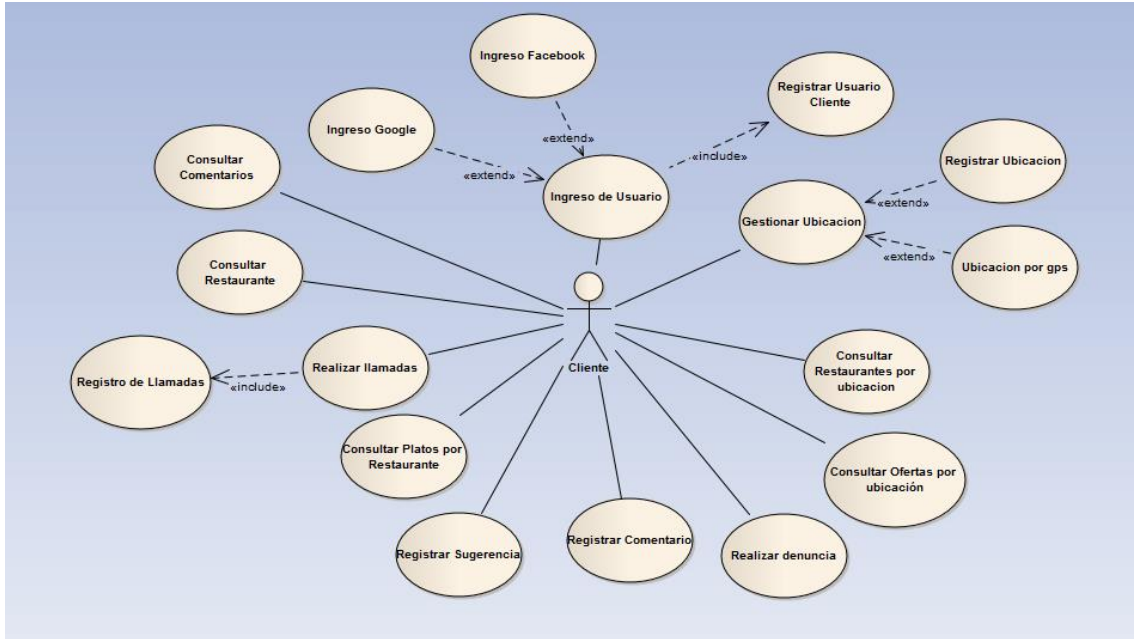 Ingreso Facebook
Registrar Usuario
Cliente
Ingreso Google
«extend»
«include»
Consultar
Comentarios
«extend»
Ingreso de Usuario
Registrar Ubicacion
«extend»
Gestionar Ubicacion
«extend»
Ubicacion por gps
Consultar
Restaurante
Registro de Llamadas
«include»
Realizar llamadas
Cliente
Consultar
Restaurantes por
ubicacion
Consultar Platos por
Restaurante
Consultar Ofertas por
ubicación
Registrar Sugerencia
Registrar Comentario
Realizar denuncia